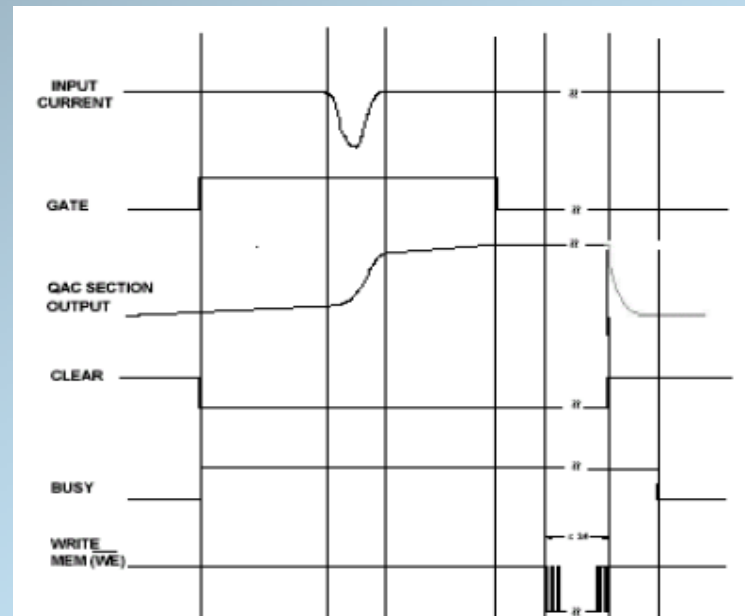 INPUT
CURRENT
GATE
QAC SECTION
OUTPUT
CLEAR
BUSY
WRITE
MEM (WE)